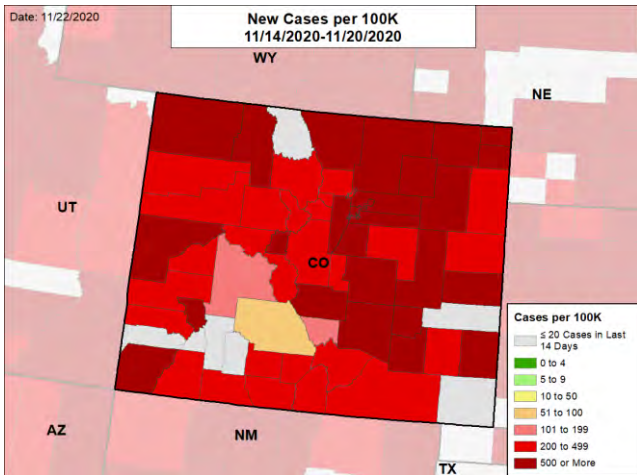 Date: 11/22/2020
New Cases per 100K
11/14/2020-11/20/2020
WY
NE
UT
CO
AZ
NM
TX
Cases per 100K
≤ 20 Cases in Last
14 Days
0 to 4
5 to 9
10 to 50
51 to 100
101 to 199
200 to 499
500 or More